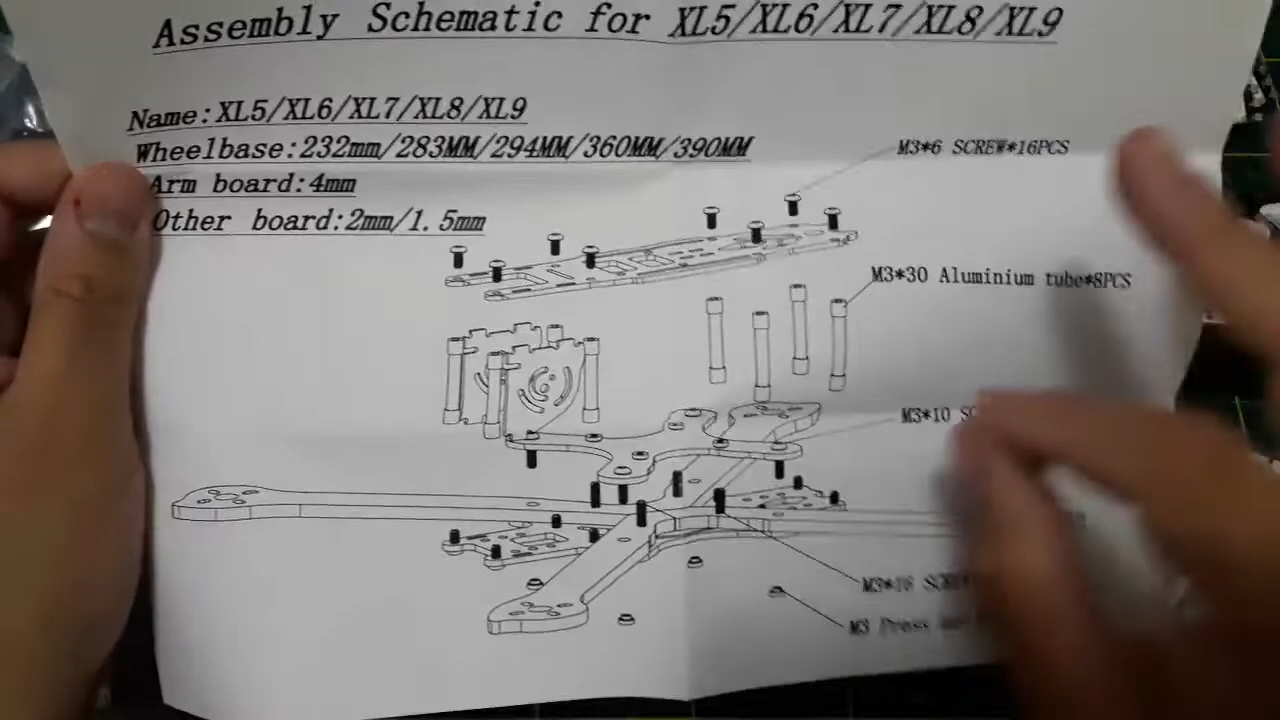 Assembly Schematic for XL5/XL6/XL7/XL8/XL9
Name:XL5/XL6/XL7/XL8/XL9
Wheelbase:232mm/283MM/294MM/360MM/390MM
Arm board:4mm
Other board:2mm/1.5mm
M3*6 SCREW*16PCS
M3*30 Aluminium tube*8PCS
M3*10
M3 Press